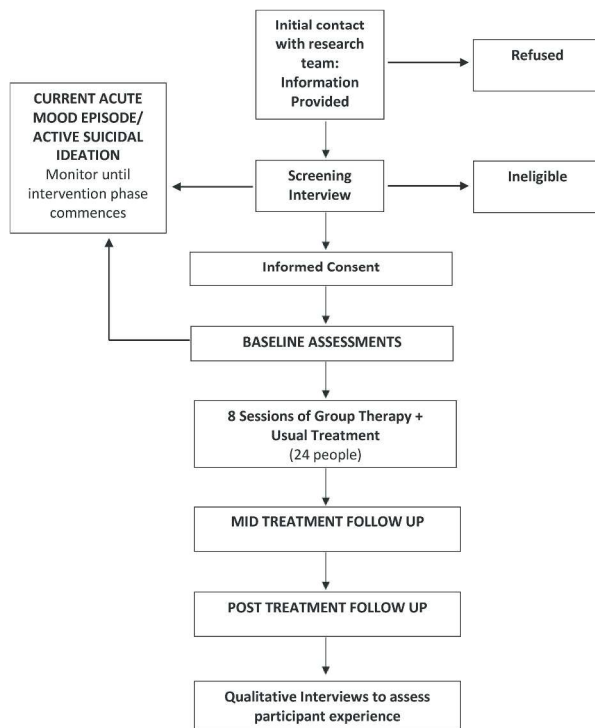 Initial contact
with research
team:
Information
Provided
Refused
CURRENT ACUTE
MOOD EPISODE/
ACTIVE SUICIDAL
IDEATION
Monitor until
intervention phase
commences
Screening
Interview
Ineligible
Informed Consent
BASELINE ASSESSMENTS
8 Sessions of Group Therapy +
Usual Treatment
(24 people)
MID TREATMENT FOLLOW UP
POST TREATMENT FOLLOW UP
Qualitative Interviews to assess
participant experience